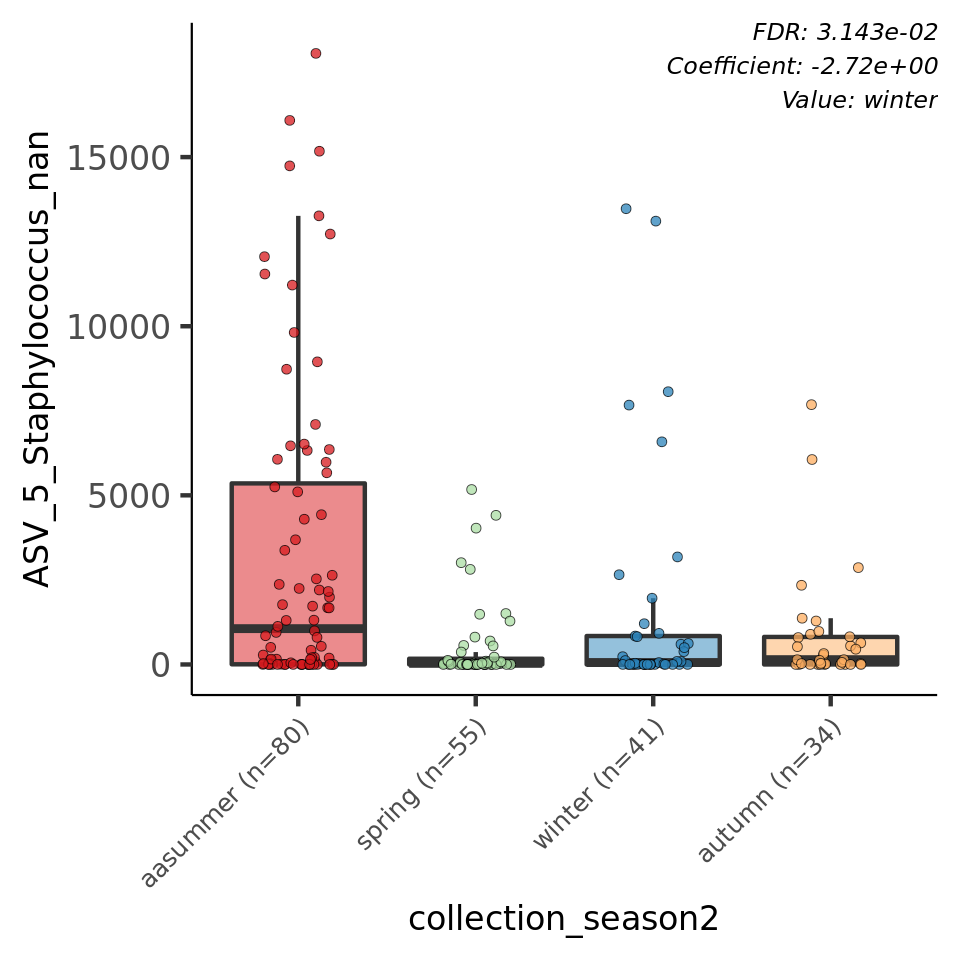 FDR: 3.143e-02
Coefficient: -2.72e+00
Value: winter
ASV_5_Staphylococcus_nan
15000
10000
5000
0
aasummer (n=80)
spring (n=55)
winter (n=41)
autumn (n=34)
collection_season2